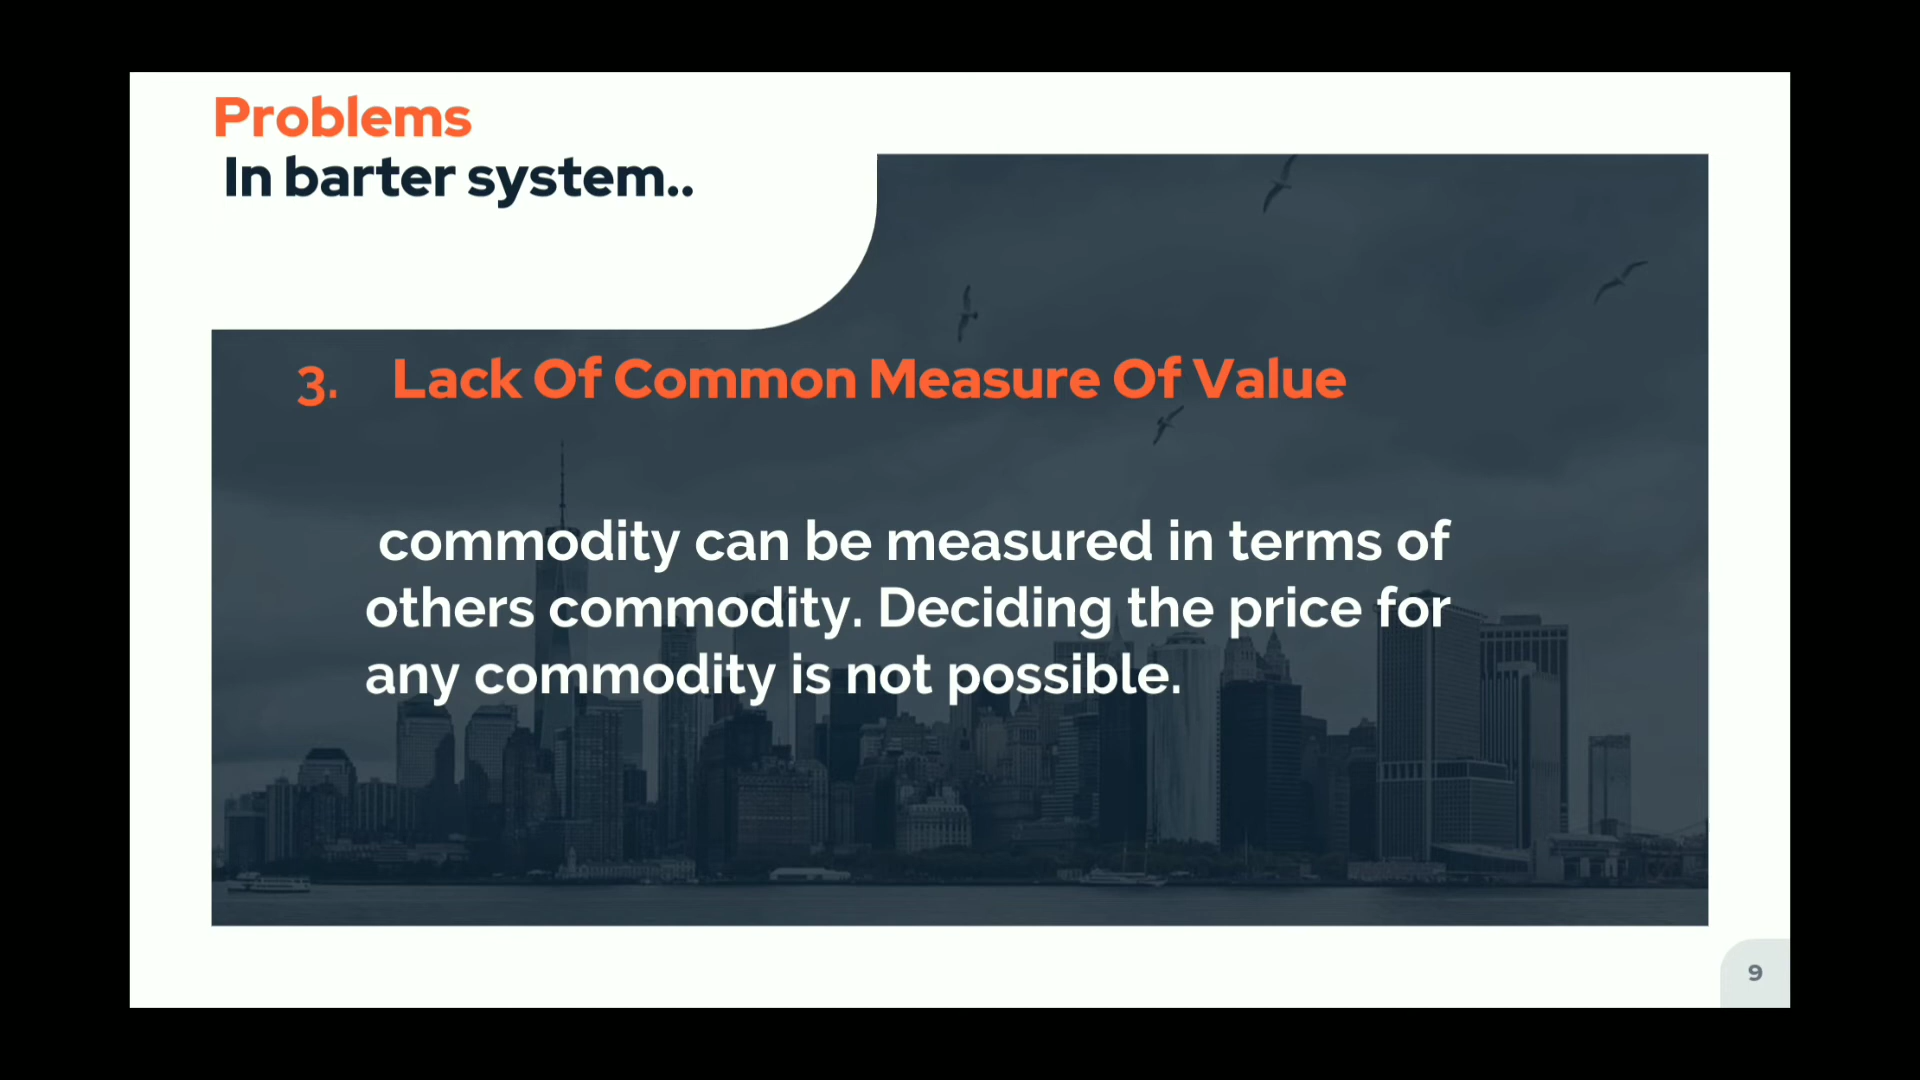 Problems
In barter system..
3. Lack Of Common Measure Of Value
commodity can be measured in terms of
others commodity. Deciding the price for
any commodity is not possible.
9